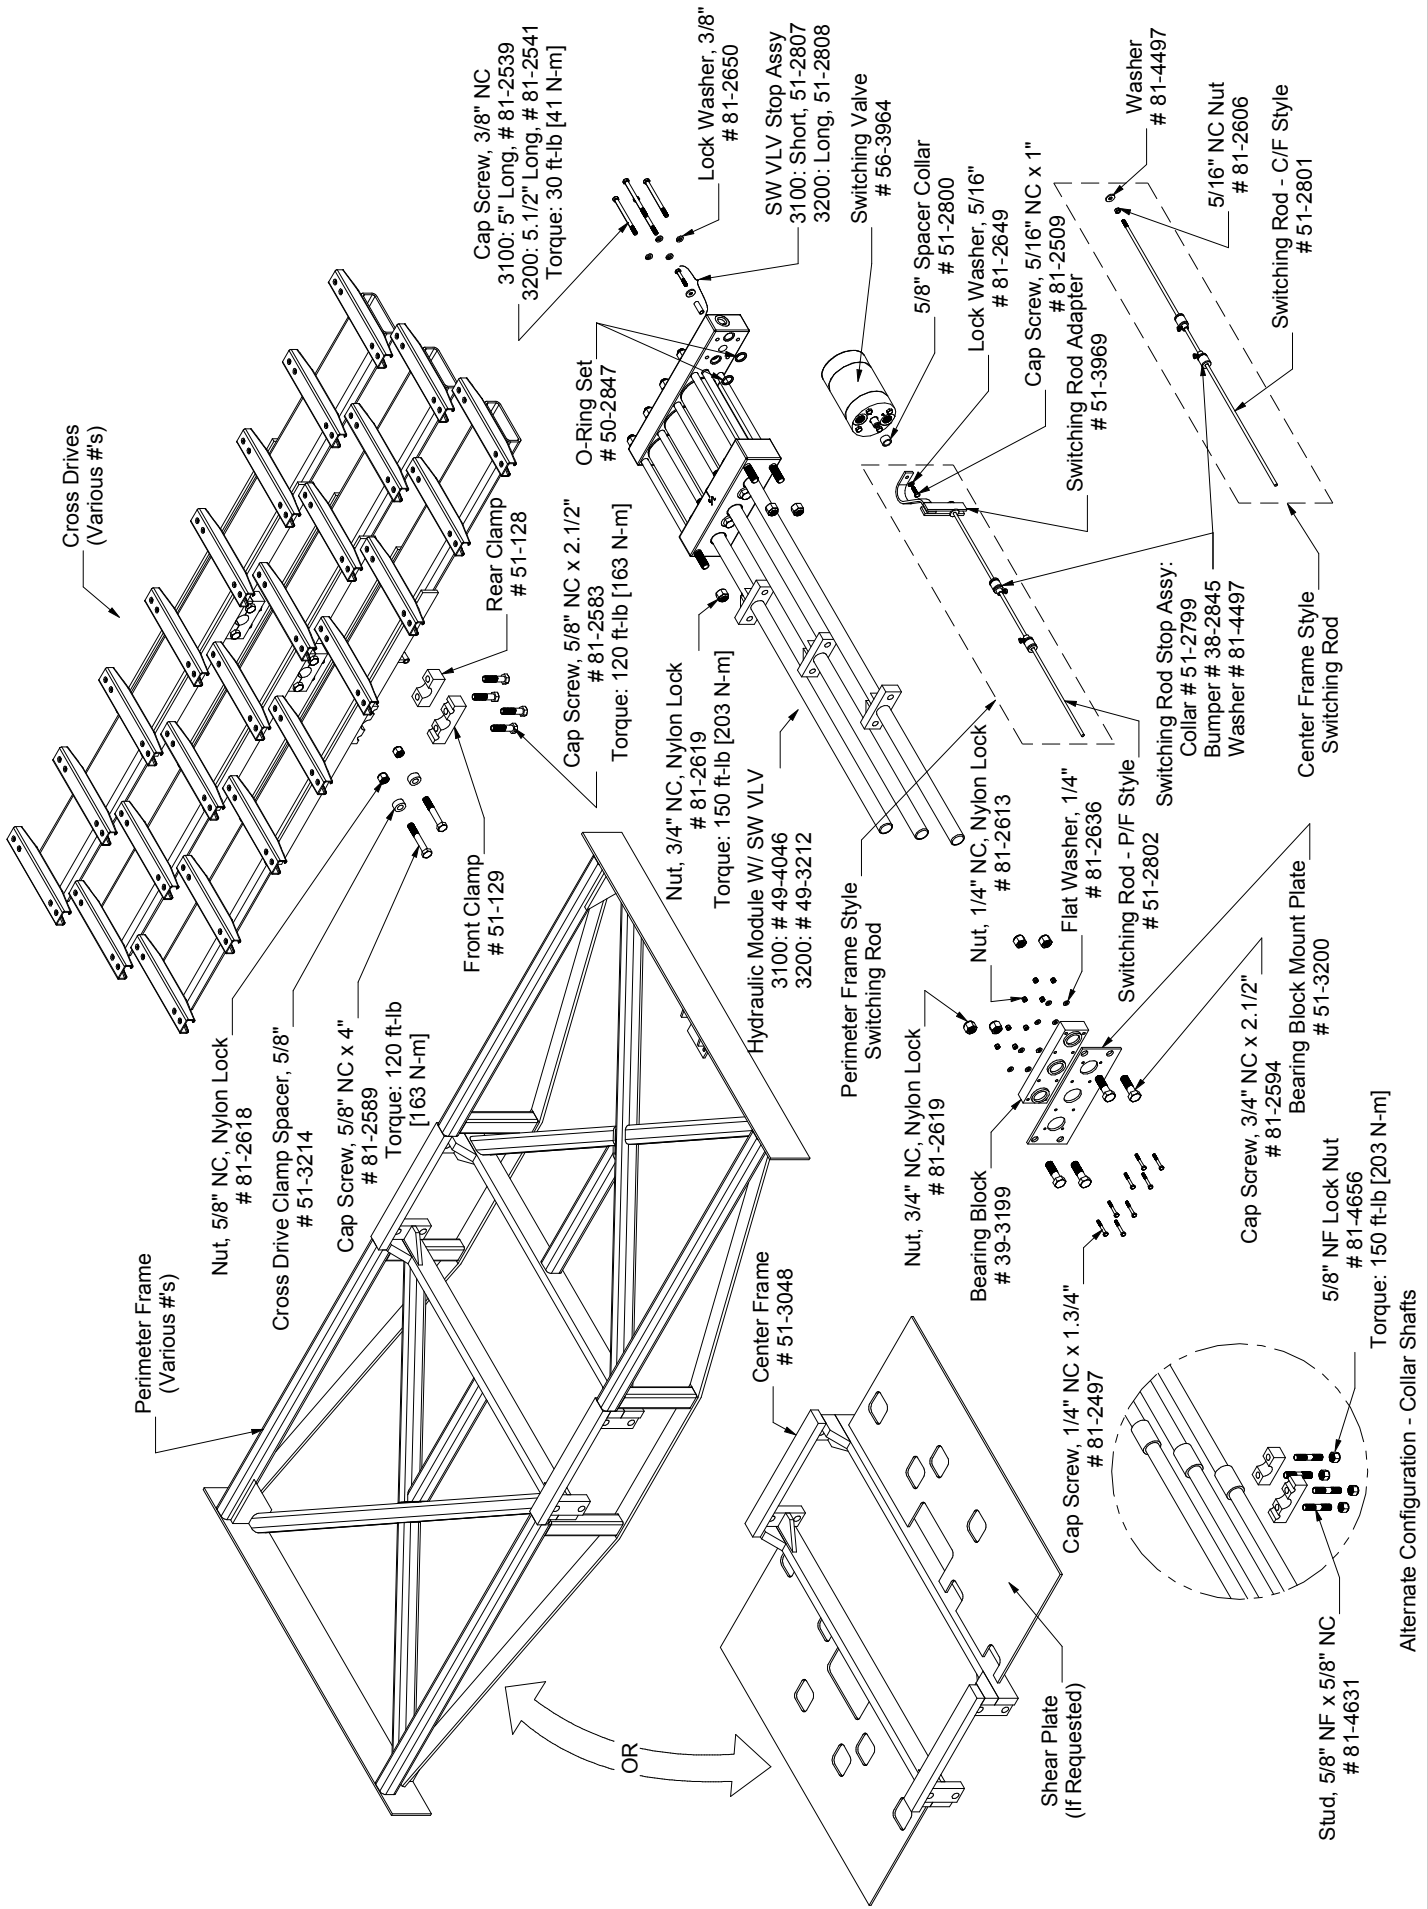 Cross Drives
(Various #'s)
Cap Screw, 3/8" NC
3100: 5" Long, # 81-2539
3200: 5.1/2" Long, # 81-2541
Torque: 30 ft-lb [41 N-m]
Lock Washer, 3/8"
# 81-2650
SW VLV Stop Assy
3100: Short, 51-2807
3200: Long, 51-2808
Switching Valve
# 56-3964
5/8" Spacer Collar
# 51-2800
Lock Washer, 5/16"
# 81-2649
Cap Screw, 5/16" NC x 1"
# 81-2509
Switching Rod Adapter
# 51-3969
Washer
# 81-4497
5/16" NC Nut
# 81-2606
Switching Rod - C/F Style
# 51-2801
O-Ring Set
# 50-2847
Rear Clamp
# 51-128
Cap Screw, 5/8" NC x 2.1/2"
# 81-2583
Torque: 120 ft-lb [163 N-m]
Front Clamp
# 51-129
Nut, 3/4" NC, Nylon Lock
# 81-2619
Torque: 150 ft-lb [203 N-m]
Hydraulic Module W/ SW VLV
3100: # 49-4046
3200: # 49-3212
Perimeter Frame Style
Switching Rod
Switching Rod Stop Assy:
Collar # 51-2799
Bumper # 38-2845
Washer # 81-4497
Center Frame Style
Switching Rod
Perimeter Frame
(Various #'s)
Nut, 5/8" NC, Nylon Lock
# 81-2618
Cross Drive Clamp Spacer, 5/8"
# 51-3214
Cap Screw, 5/8" NC x 4"
# 81-2589
Torque: 120 ft-lb
[163 N-m]
Nut, 1/4" NC, Nylon Lock
# 81-2613
Flat Washer, 1/4"
# 81-2636
Switching Rod - P/F Style
# 51-2802
Nut, 3/4" NC, Nylon Lock
# 81-2619
Bearing Block
# 39-3199
Cap Screw, 3/4" NC x 2.1/2"
# 81-2594
Bearing Block Mount Plate
# 51-3200
Center Frame
# 51-3048
OR
Cap Screw, 1/4" NC x 1.3/4"
# 81-2497
Shear Plate
(If Requested)
5/8" NF Lock Nut
# 81-4656
Torque: 150 ft-lb [203 N-m]
Stud, 5/8" NF x 5/8" NC
# 81-4631
Alternate Configuration - Collar Shafts